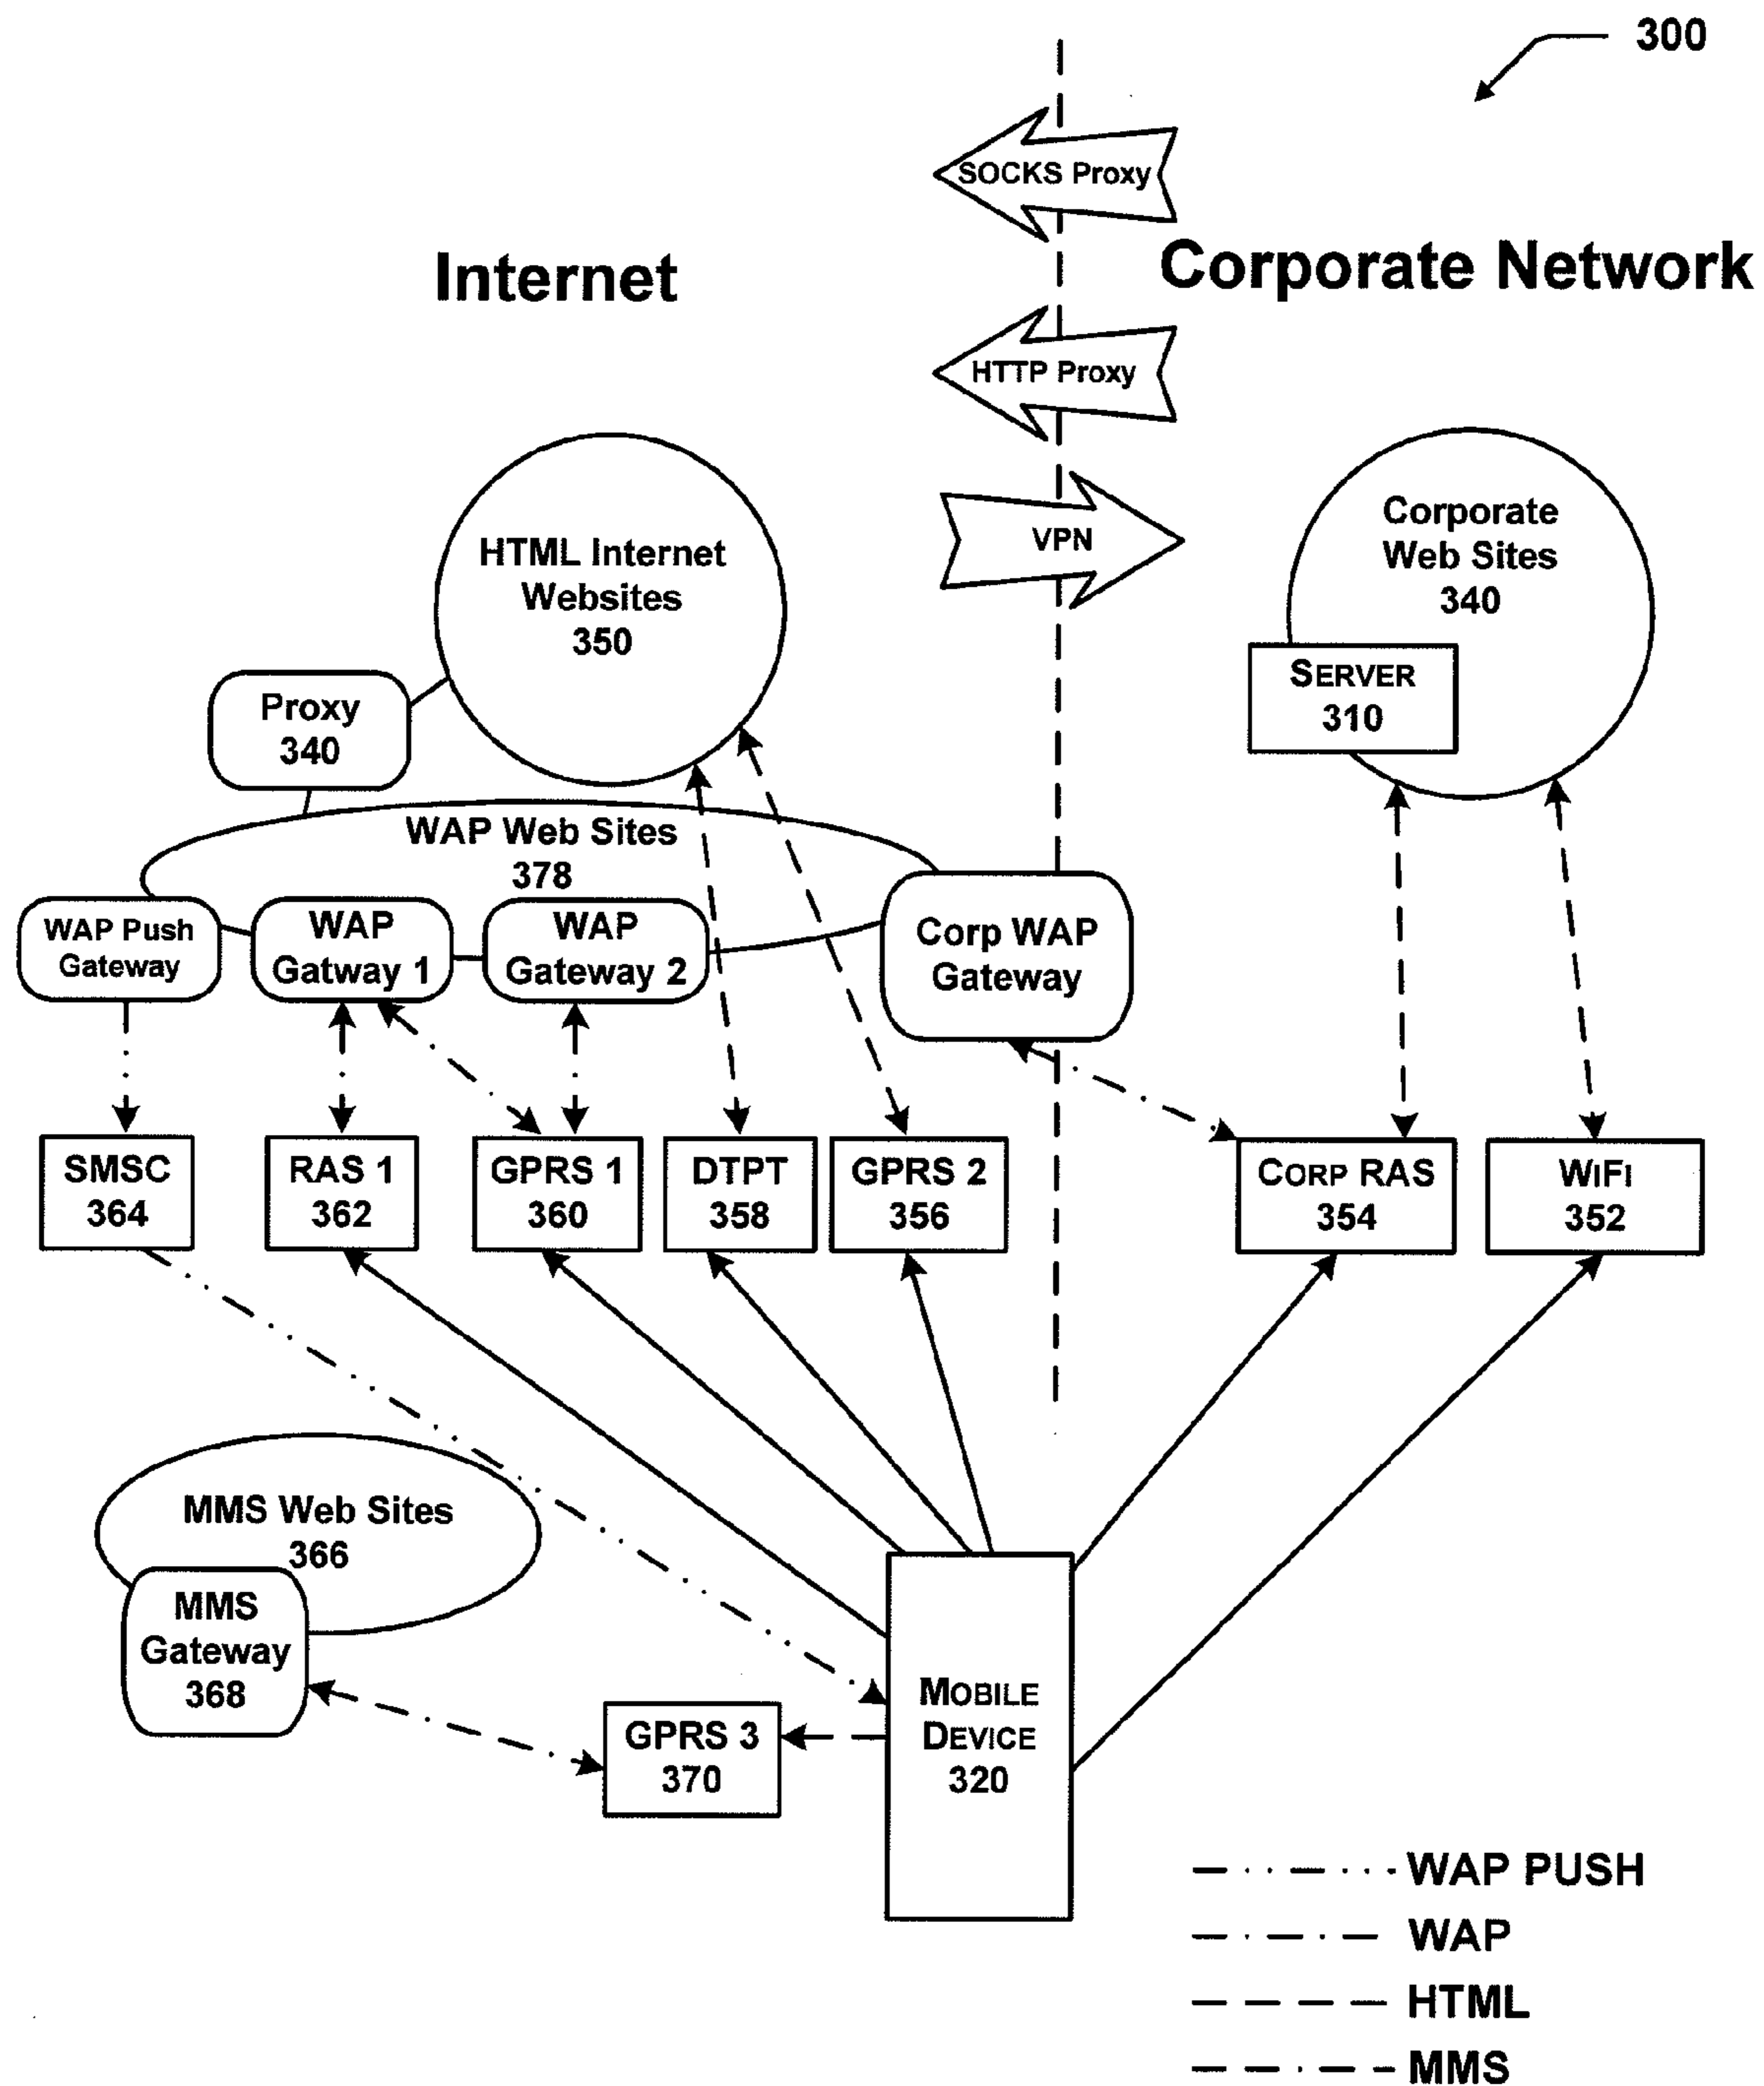 300
SOCKS Proxy
Internet
Corporate Network
HTTP Proxy
VPN
HTML Internet
Websites
350
Corporate
Web Sites
340
SERVER
310
Proxy
340
WAP Web Sites
378
WAP Push
Gateway
WAP
Gatway 1
WAP
Gateway 2
Corp WAP
Gateway
SMSC
364
RAS 1
362
GPRS 1
360
DTPT
358
GPRS 2
356
CORP RAS
354
WIFI
352
MMS Web Sites
366
MMS
Gateway
368
GPRS 3
370
MOBILE
DEVICE
320
WAP PUSH
WAP
HTML
MMS